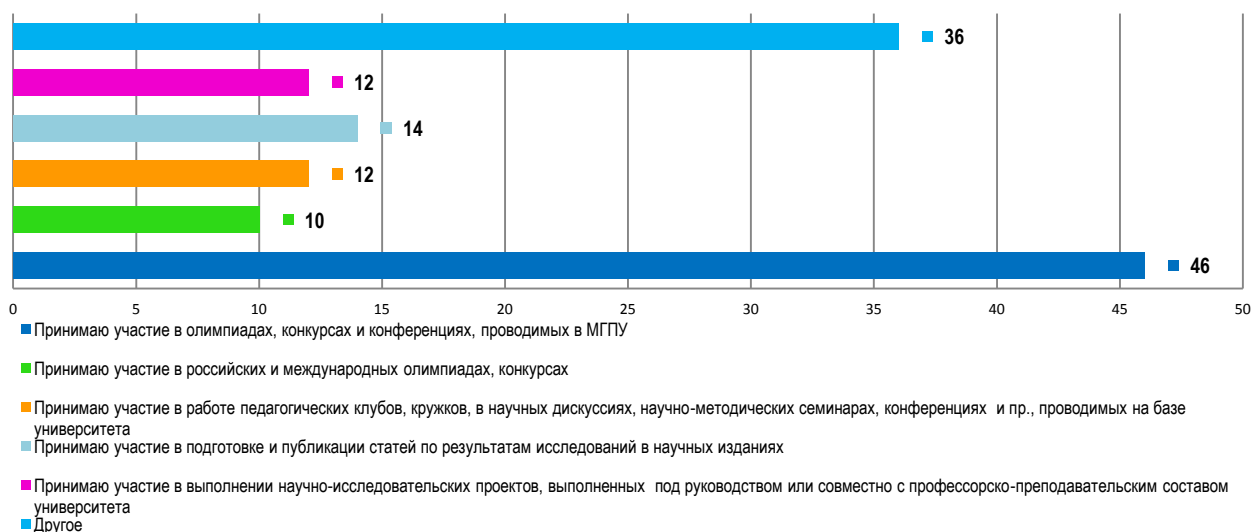 36
12
14
12
10
46
0 5 10 15 20 25 30 35 40 45 50
Принимаю участие в олимпиадах, конкурсах и конференциях, проводимых в МГПУ
Принимаю участие в российских и международных олимпиадах, конкурсах
Принимаю участие в работе педагогических клубов, кружков, в научных дискуссиях, научно-методических семинарах, конференциях и пр., проводимых на базе
университета
Принимаю участие в подготовке и публикации статей по результатам исследований в научных изданиях
Принимаю участие в выполнении научно-исследовательских проектов, выполненных под руководством или совместно с профессорско-преподавательским составом
университета
Другое